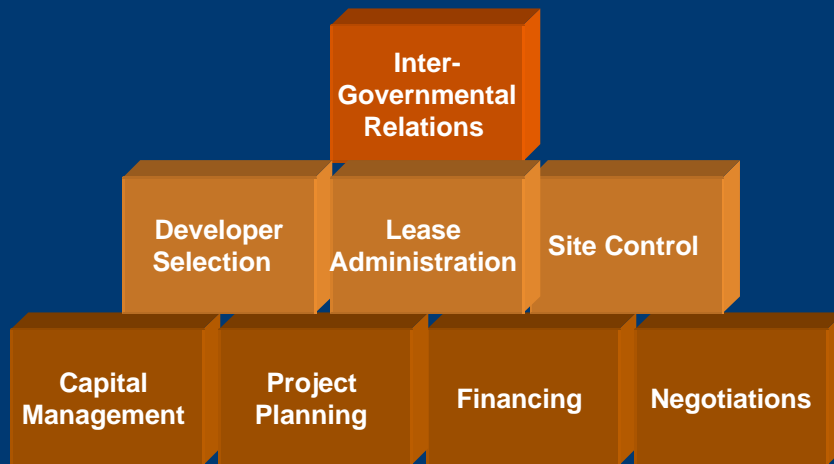 Inter-
Governmental
Relations
Developer
Selection
Lease
Administration
Site Control
Capital
Management
Project
Planning
Financing
Negotiations